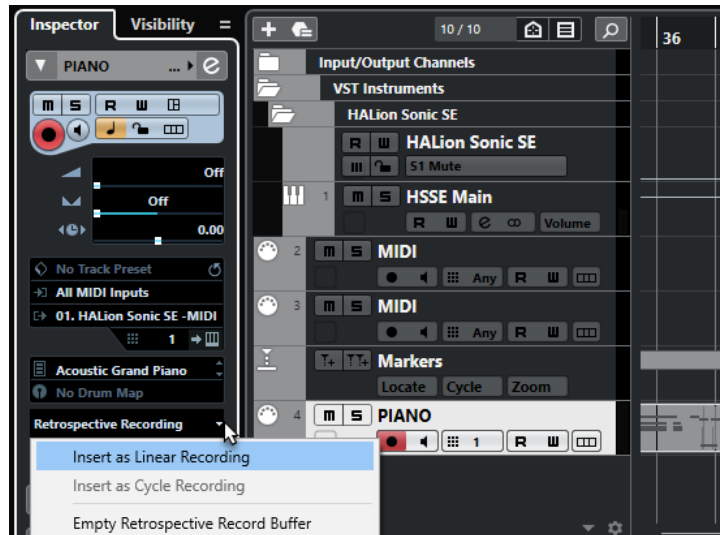 Inspector Visibility
PIANO ...
m S R W
Off
Off
0.00
No Track Preset
All MIDI Inputs
01. HALion Sonic SE -MIDI
1
Acoustic Grand Piano
No Drum Map
Retrospective Recording
Insert as Linear Recording
Insert as Cycle Recording
Empty Retrospective Record Buffer
10 / 10
Input/Output Channels
VST Instruments
HALion Sonic SE
R W HALion Sonic SE
S1 Mute
1 m S HSSE Main
R W e Volume
2 m S MIDI
Any R W
3 m S MIDI
Any R W
Markers
Locate Cycle Zoom
4 m S PIANO
1 R W
36